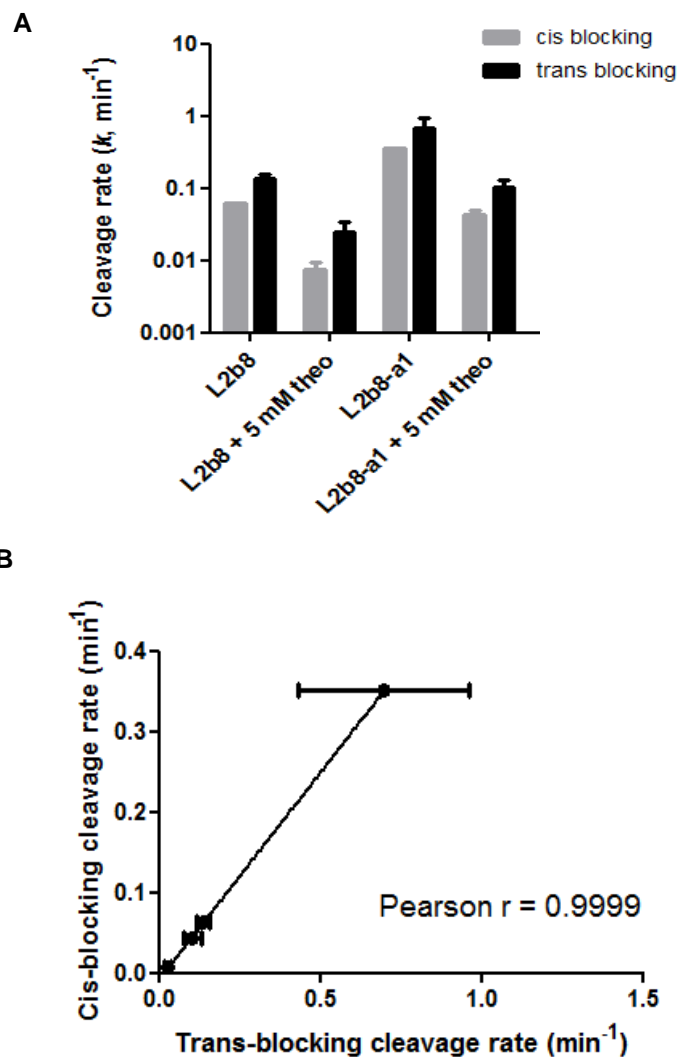 A
cis blocking
trans blocking
Cleavage rate (k, min-1)
10
1
0.1
0.01
0.001
L2b8
L2b8 + 5 mM theo
L2b8-a1
L2b8-a1 + 5 mM theo
B
Cis-blocking cleavage rate (min-1)
0.4
0.3
0.2
0.1
0.0
Pearson r = 0.9999
0.0 0.5 1.0 1.5
Trans-blocking cleavage rate (min-1)